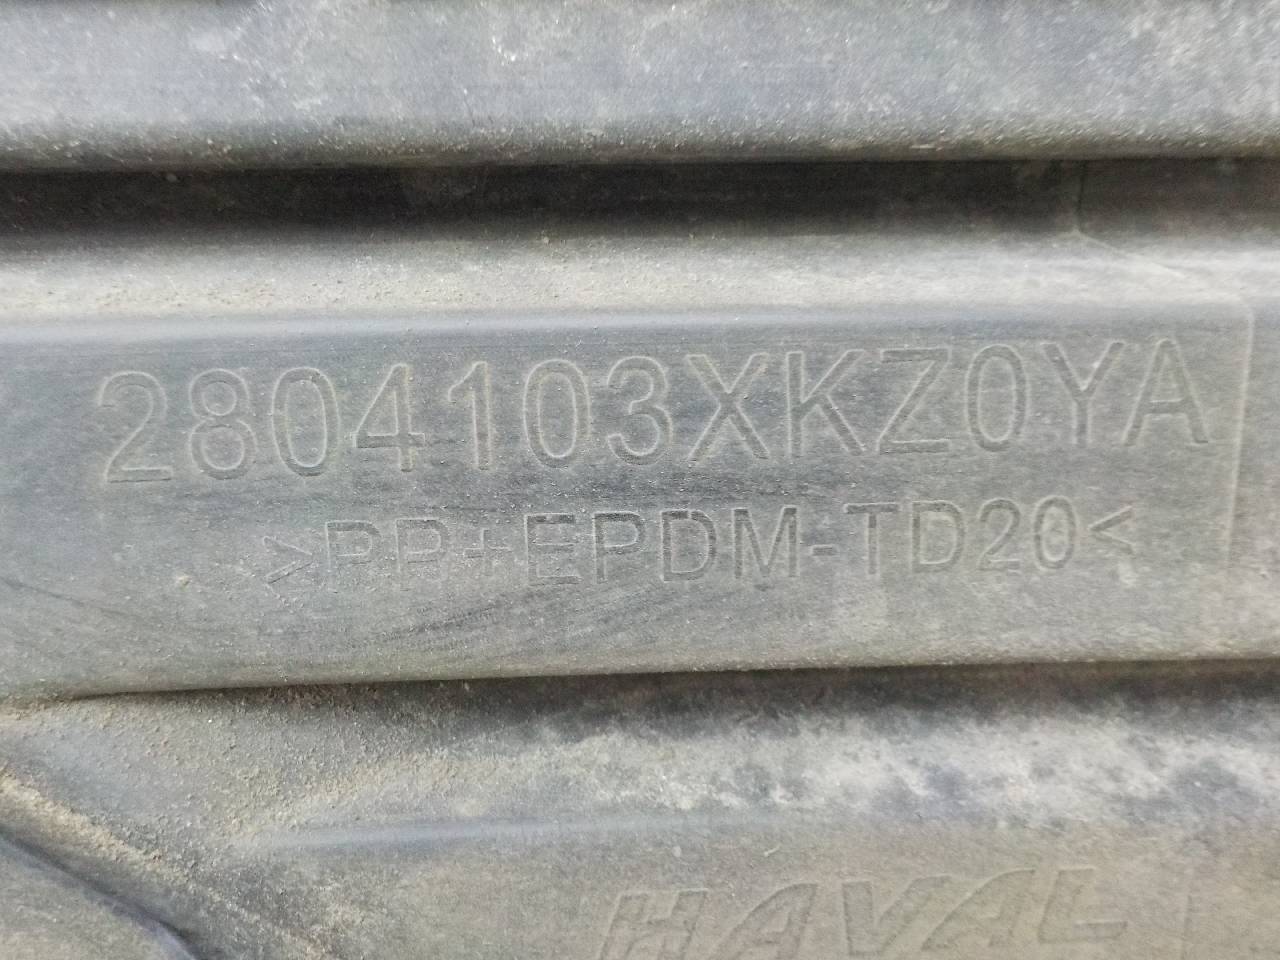 2804103XKZ0YA
>PP+EPDM-TD20<
HAVAL